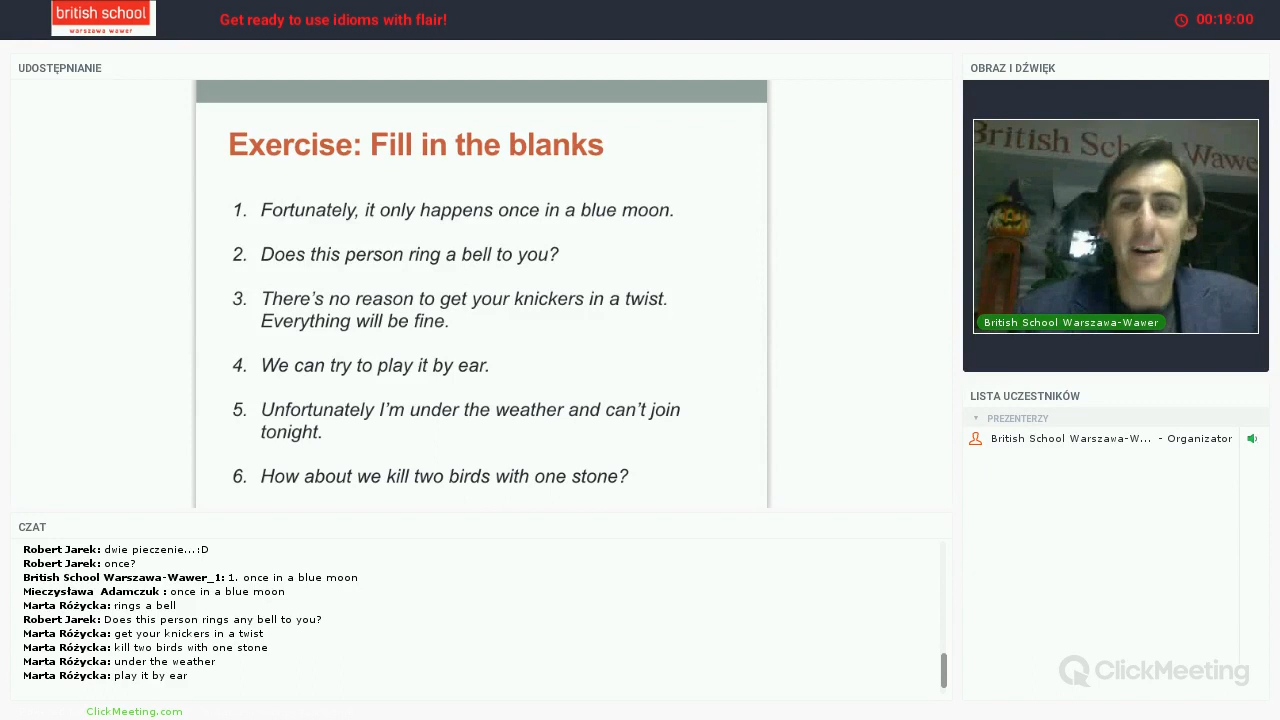 british school
warszawa wawer
Get ready to use idioms with flair!
00:19:00
UDOSTĘPNIANIE
Exercise: Fill in the blanks
1. Fortunately, it only happens once in a blue moon.
2. Does this person ring a bell to you?
3. There's no reason to get your knickers in a twist.
Everything will be fine.
4. We can try to play it by ear.
5. Unfortunately I'm under the weather and can't join
tonight.
6. How about we kill two birds with one stone?
OBRAZ I DŹWIĘK
British School Wawe
British School Warszawa-Wawer
LISTA UCZESTNIKÓW
PREZENTERZY
British School Warszawa-W... - Organizator
CZAT
Robert Jarek: dwie pieczenie...:D
Robert Jarek: once?
British School Warszawa-Wawer_1: 1. once in a blue moon
Mieczysława Adamczuk : once in a blue moon
Marta Różycka: rings a bell
Robert Jarek: Does this person rings any bell to you?
Marta Różycka: get your knickers in a twist
Marta Różycka: kill two birds with one stone
Marta Różycka: under the weather
Marta Różycka: play it by ear
ClickMeeting
ClickMeeting.com